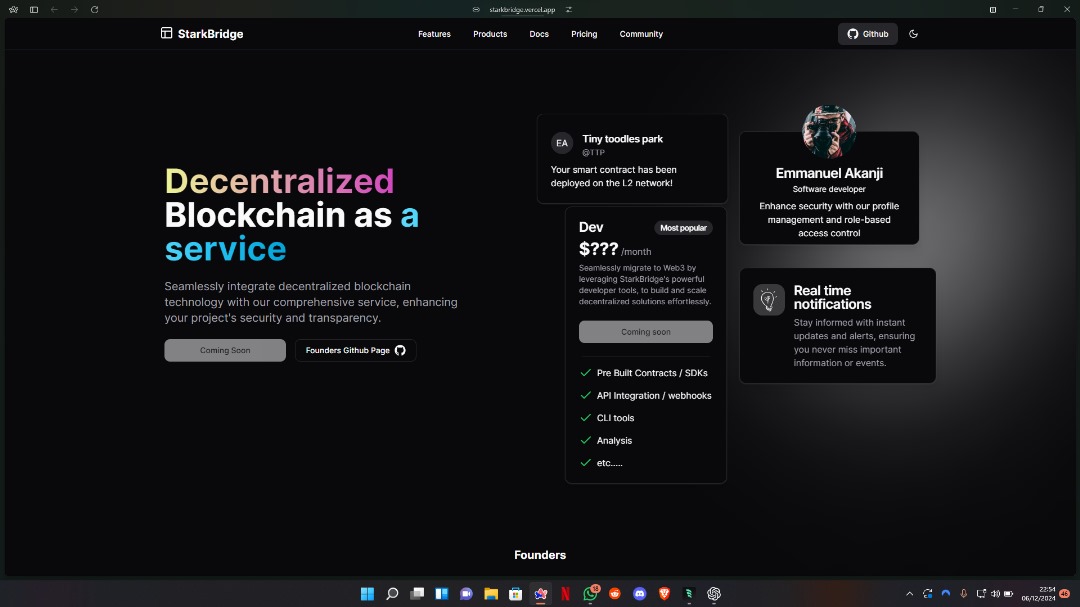 starkbridge.vercel.app
StarkBridge
Features
Products
Docs
Pricing
Community
Github
Decentralized
Blockchain as a
service
Seamlessly integrate decentralized blockchain
technology with our comprehensive service, enhancing
your project's security and transparency.
Coming Soon
Founders Github Page
EA
Tiny toodles park
@TTP
Your smart contract has been
deployed on the L2 network!
Dev
Most popular
$??? /month
Seamlessly migrate to Web3 by
leveraging StarkBridge's powerful
developer tools, to build and scale
decentralized solutions effortlessly.
Coming soon
Pre Built Contracts / SDKs
API Integration / webhooks
CLI tools
Analysis
etc.....
Emmanuel Akanji
Software developer
Enhance security with our profile
management and role-based
access control
Real time
notifications
Stay informed with instant
updates and alerts, ensuring
you never miss important
information or events.
Founders
22:54
06/12/2024